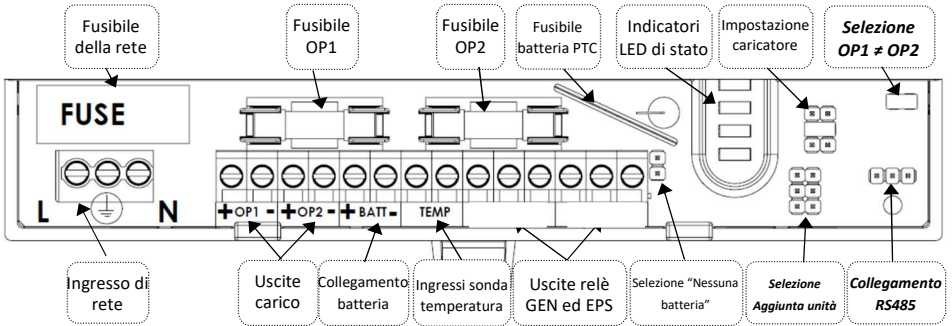 Fusibile
della rete
Fusibile
OP1
Fusibile
OP2
Fusibile
batteria PTC
Indicatori
LED di stato
Impostazione
caricatore
Selezione
OP1 ≠ OP2
FUSE
L N
+ OP1 - + OP2 - + BATT - TEMP
Ingresso di
rete
Uscite
carico
Collegamento
batteria
Ingressi sonda
temperatura
Uscite relè
GEN ed EPS
Selezione “Nessuna
batteria”
Selezione
Aggiunta unità
Collegamento
RS485